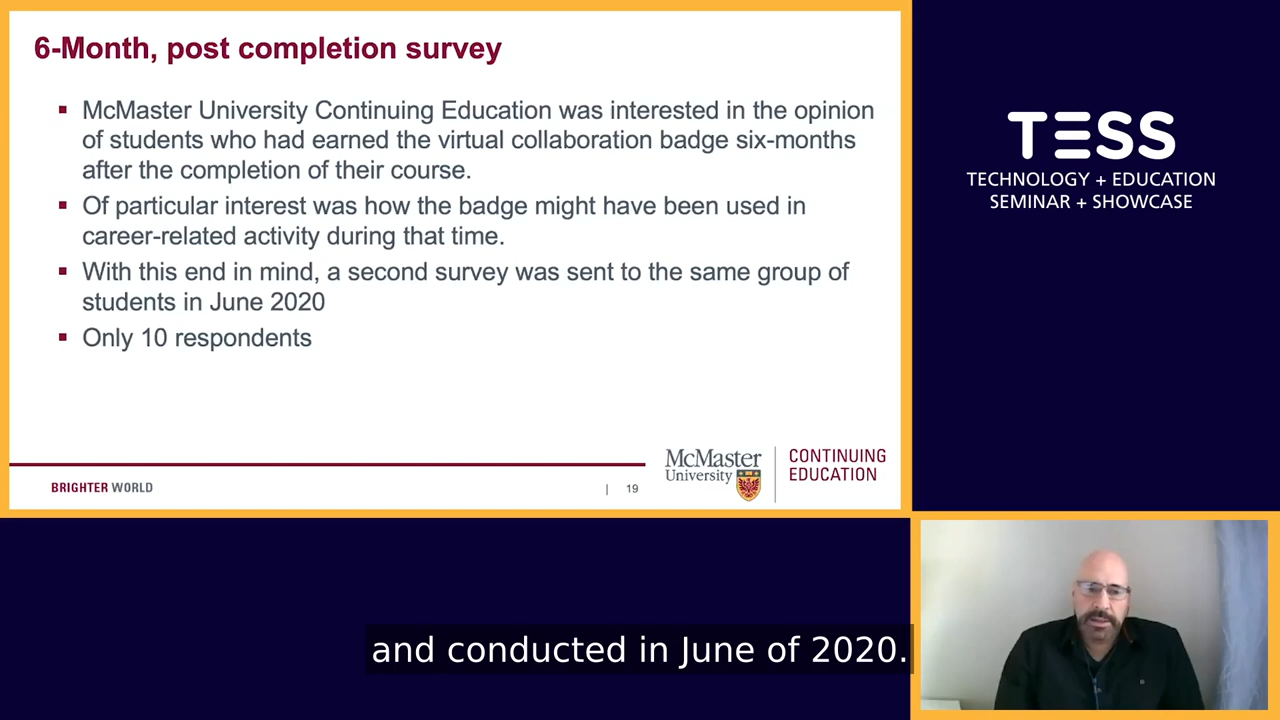 6-Month, post completion survey
▪ McMaster University Continuing Education was interested in the opinion
of students who had earned the virtual collaboration badge six-months
after the completion of their course.
▪ Of particular interest was how the badge might have been used in
career-related activity during that time.
▪ With this end in mind, a second survey was sent to the same group of
students in June 2020
▪ Only 10 respondents
BRIGHTER WORLD
| 19
McMaster
University
CONTINUING
EDUCATION
TESS
TECHNOLOGY + EDUCATION
SEMINAR + SHOWCASE
and conducted in June of 2020.